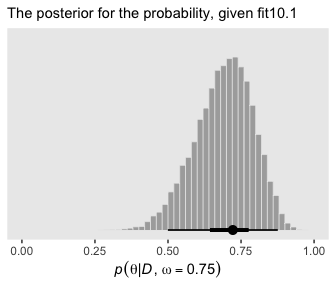 The posterior for the probability, given fit10.1
0.00 0.25 0.50 0.75 1.00
p(θ|D, ω = 0.75)